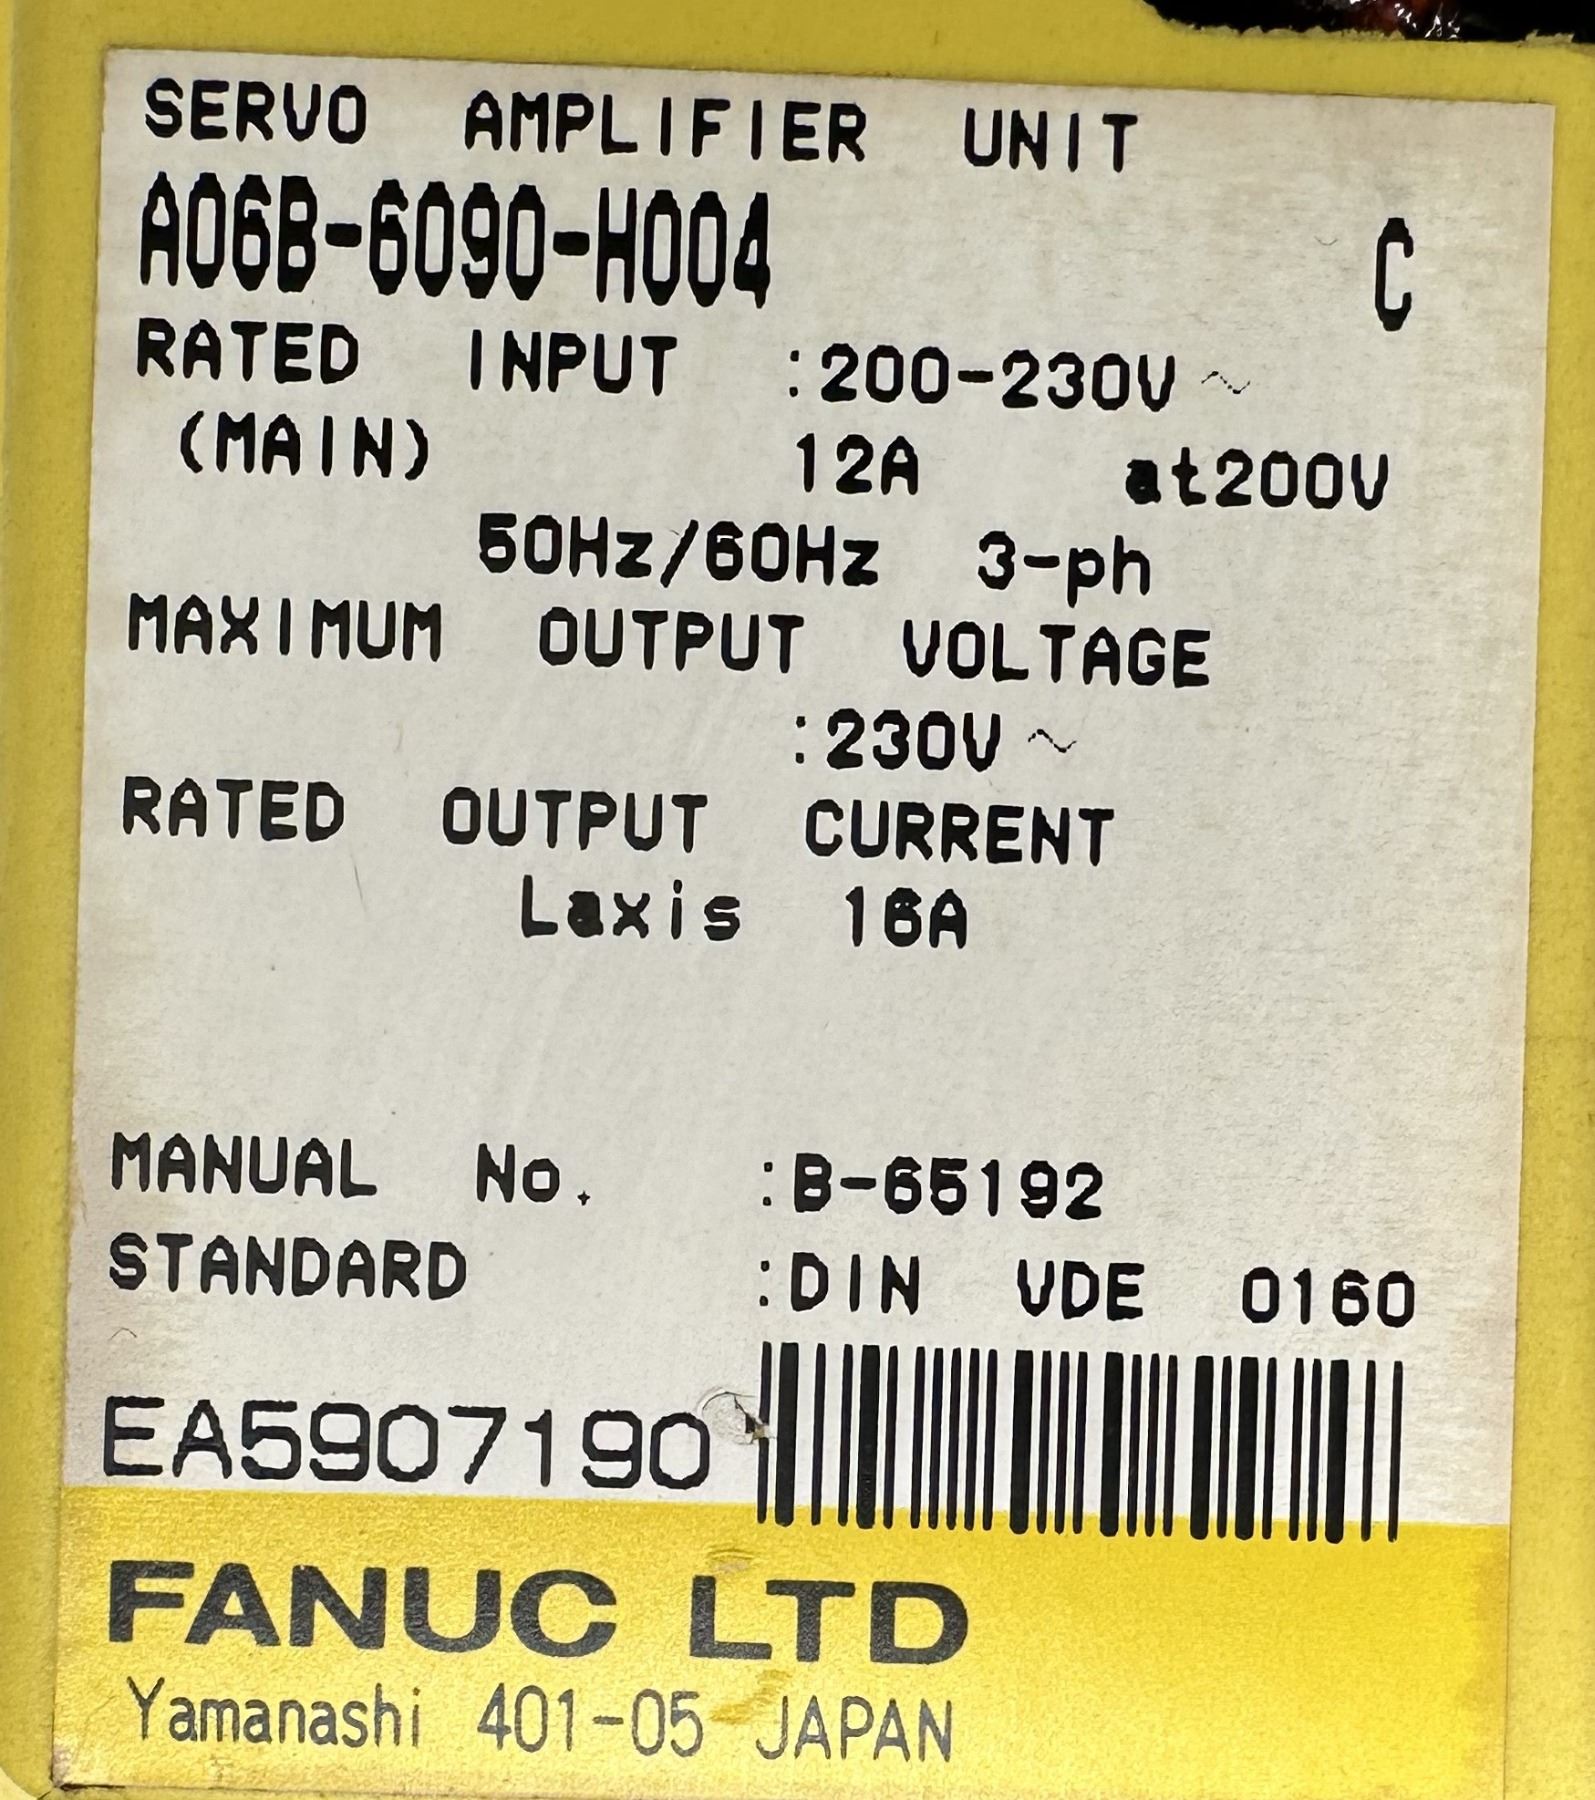 SERVO AMPLIFIER UNIT
A06B-6090-H004 C
RATED INPUT :200-230V~
(MAIN) 12A at200V
50Hz/60Hz 3-ph
MAXIMUM OUTPUT VOLTAGE
:230V~
RATED OUTPUT CURRENT
Laxis 16A
MANUAL No. :B-65192
STANDARD :DIN VDE 0160
EA5907190
FANUC LTD
Yamanashi 401-05 JAPAN